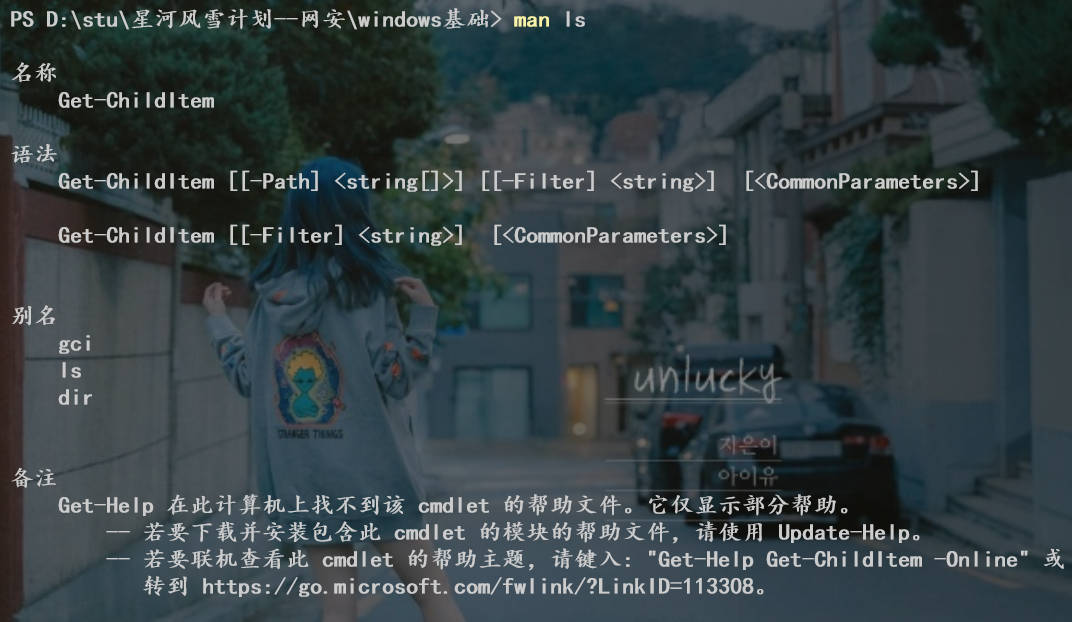 PS D:\stu\星河风雪计划--网安\windows基础> man ls
名称
Get-ChildItem
语法
Get-ChildItem [[-Path] <string[]>] [[-Filter] <string>]  [<CommonParameters>]
Get-ChildItem [[-Filter] <string>]  [<CommonParameters>]
别名
gci
ls
dir
unlucky
지은이
아이유
STRANGER THINGS
备注
Get-Help 在此计算机上找不到该 cmdlet 的帮助文件。它仅显示部分帮助。
-- 若要下载并安装包含此 cmdlet 的模块的帮助文件，请使用 Update-Help。
-- 若要联机查看此 cmdlet 的帮助主题，请键入: "Get-Help Get-ChildItem -Online" 或
转到 https://go.microsoft.com/fwlink/?LinkID=113308。